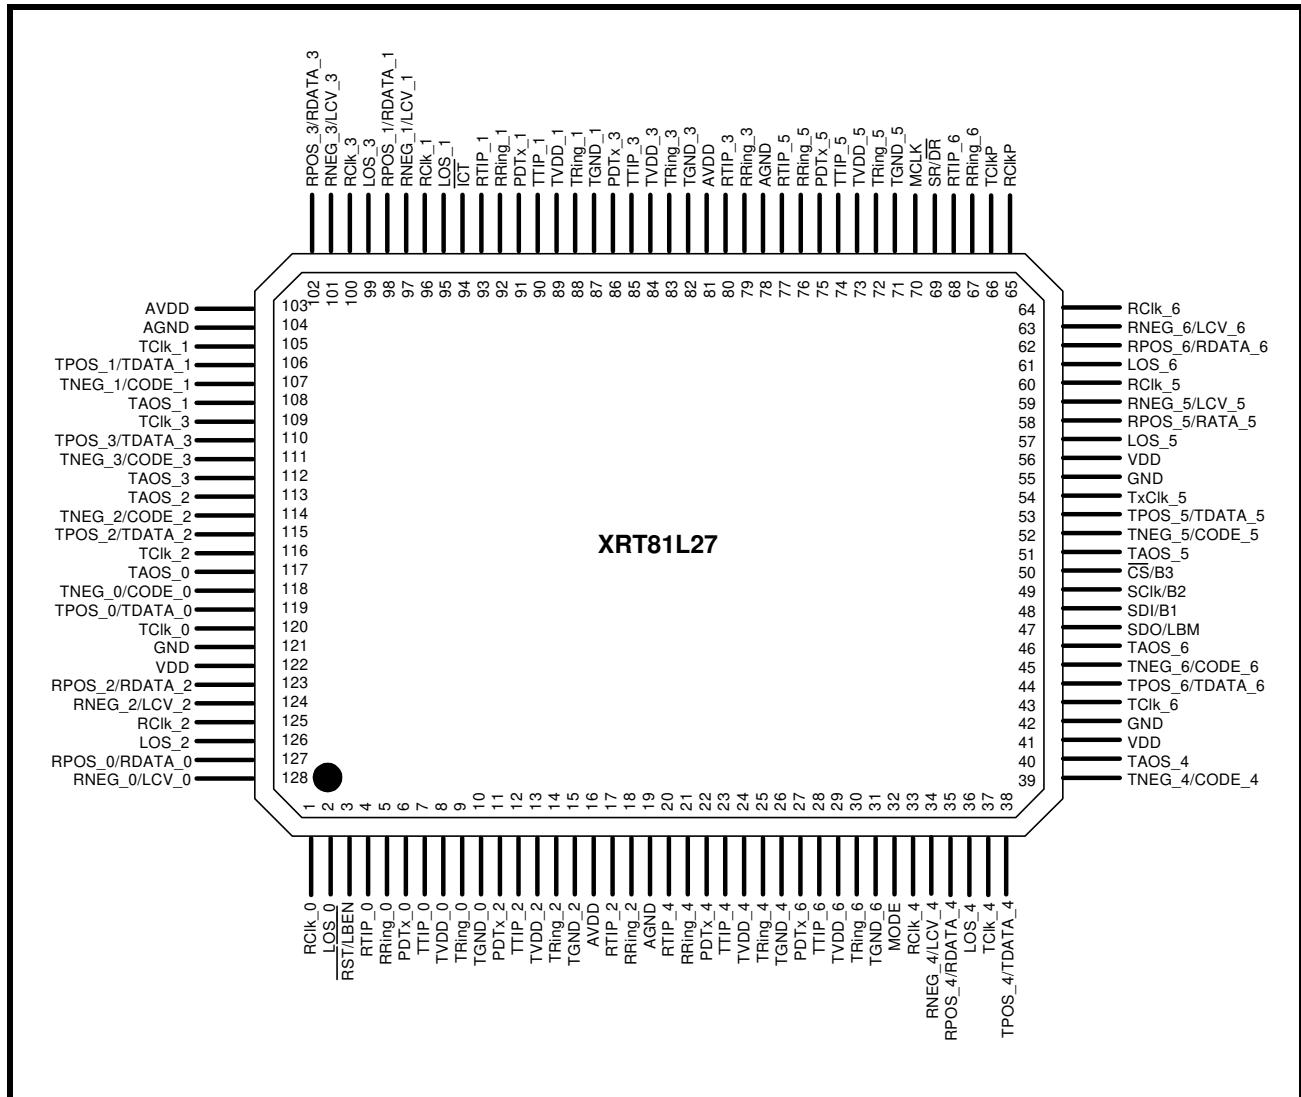 RPOS_3/RDATA_3
RNEG_3/LCV_3
RClk_3
LOS_3
RPOS_1/RDATA_1
RNEG_1/LCV_1
RClk_1
LOS_1
ICT
RTIP_1
RRing_1
PDTx_1
TTIP_1
TVDD_1
TRing_1
TGND_1
PDTx_3
TTIP_3
TVDD_3
TRing_3
TGND_3
AVDD
RTIP_3
RRing_3
AGND
RTIP_5
RRing_5
PDTx_5
TTIP_5
TVDD_5
TRing_5
TGND_5
MCLK
SR/DR
RTIP_6
RRing_6
TClkP
RClkP
102
101
100
99
98
97
96
95
94
93
92
91
90
89
88
87
86
85
84
83
82
81
80
79
78
77
76
75
74
73
72
71
70
69
68
67
66
65
AVDD 103
AGND 104
TClk_1 105
TPOS_1/TDATA_1 106
TNEG_1/CODE_1 107
TAOS_1 108
TClk_3 109
TPOS_3/TDATA_3 110
TNEG_3/CODE_3 111
TAOS_3 112
TAOS_2 113
TNEG_2/CODE_2 114
TPOS_2/TDATA_2 115
TClk_2 116
TAOS_0 117
TNEG_0/CODE_0 118
TPOS_0/TDATA_0 119
TClk_0 120
GND 121
VDD 122
RPOS_2/RDATA_2 123
RNEG_2/LCV_2 124
RClk_2 125
LOS_2 126
RPOS_0/RDATA_0 127
RNEG_0/LCV_0 128
XRT81L27
64 RClk_6
63 RNEG_6/LCV_6
62 RPOS_6/RDATA_6
61 LOS_6
60 RClk_5
59 RNEG_5/LCV_5
58 RPOS_5/RATA_5
57 LOS_5
56 VDD
55 GND
54 TxClk_5
53 TPOS_5/TDATA_5
52 TNEG_5/CODE_5
51 TAOS_5
50 CS/B3
49 SClk/B2
48 SDI/B1
47 SDO/LBM
46 TAOS_6
45 TNEG_6/CODE_6
44 TPOS_6/TDATA_6
43 TClk_6
42 GND
41 VDD
40 TAOS_4
39 TNEG_4/CODE_4
1
2
3
4
5
6
7
8
9
10
11
12
13
14
15
16
17
18
19
20
21
22
23
24
25
26
27
28
29
30
31
32
33
34
35
36
37
38
RClk_0
LOS_0
RST/LBEN
RTIP_0
RRing_0
PDTx_0
TTIP_0
TVDD_0
TRing_0
TGND_0
PDTx_2
TTIP_2
TVDD_2
TRing_2
TGND_2
AVDD
RTIP_2
RRing_2
AGND
RTIP_4
RRing_4
PDTx_4
TTIP_4
TVDD_4
TRing_4
TGND_4
PDTx_6
TTIP_6
TVDD_6
TRing_6
TGND_6
MODE
RClk_4
RNEG_4/LCV_4
RPOS_4/RDATA_4
LOS_4
TClk_4
TPOS_4/TDATA_4